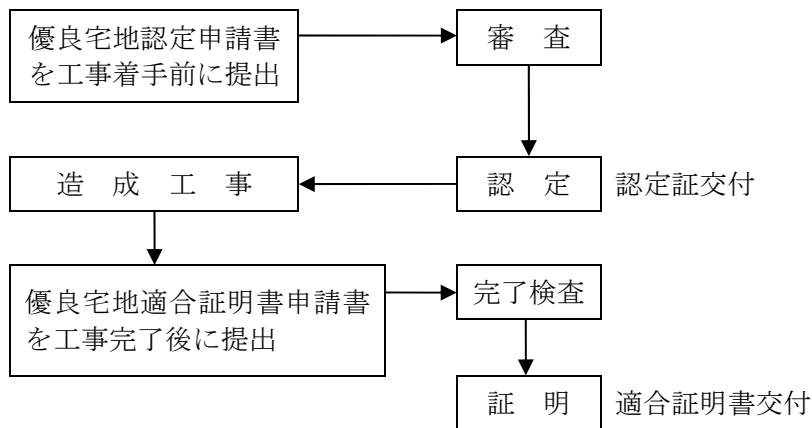 優良宅地認定申請書
を工事着手前に提出
審 査
造 成 工 事
認 定 認定証交付
優良宅地適合証明書申請書
を工事完了後に提出
完了検査
証 明 適合証明書交付